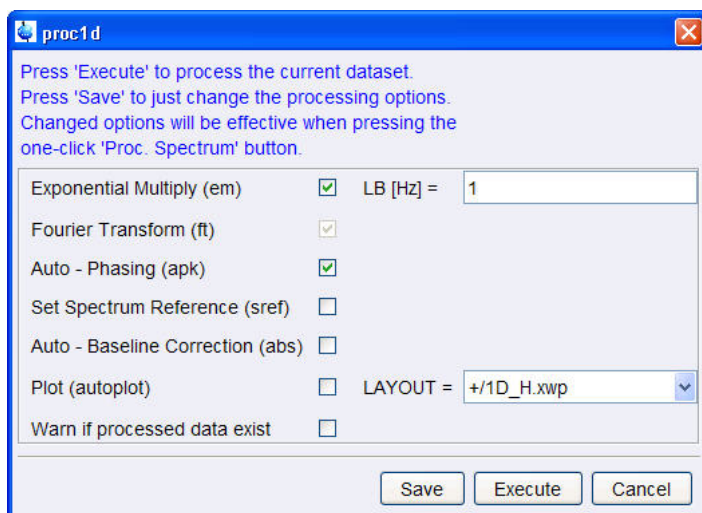 proc1d
Press 'Execute' to process the current dataset.
Press 'Save' to just change the processing options.
Changed options will be effective when pressing the
one-click 'Proc. Spectrum' button.
Exponential Multiply (em) LB [Hz] = 1
Fourier Transform (ft)
Auto - Phasing (apk)
Set Spectrum Reference (sref)
Auto - Baseline Correction (abs)
Plot (autoplot) LAYOUT = +/1D_H.xwp
Warn if processed data exist
Save Execute Cancel